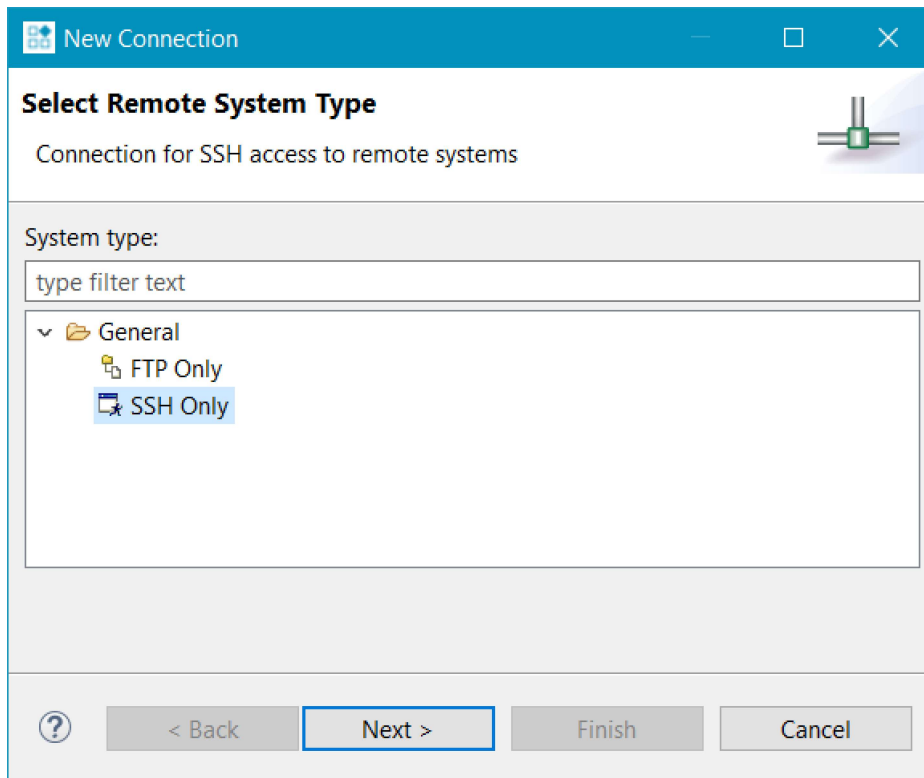 New Connection
Select Remote System Type
Connection for SSH access to remote systems
System type:
type filter text
General
FTP Only
SSH Only
?
< Back
Next >
Finish
Cancel